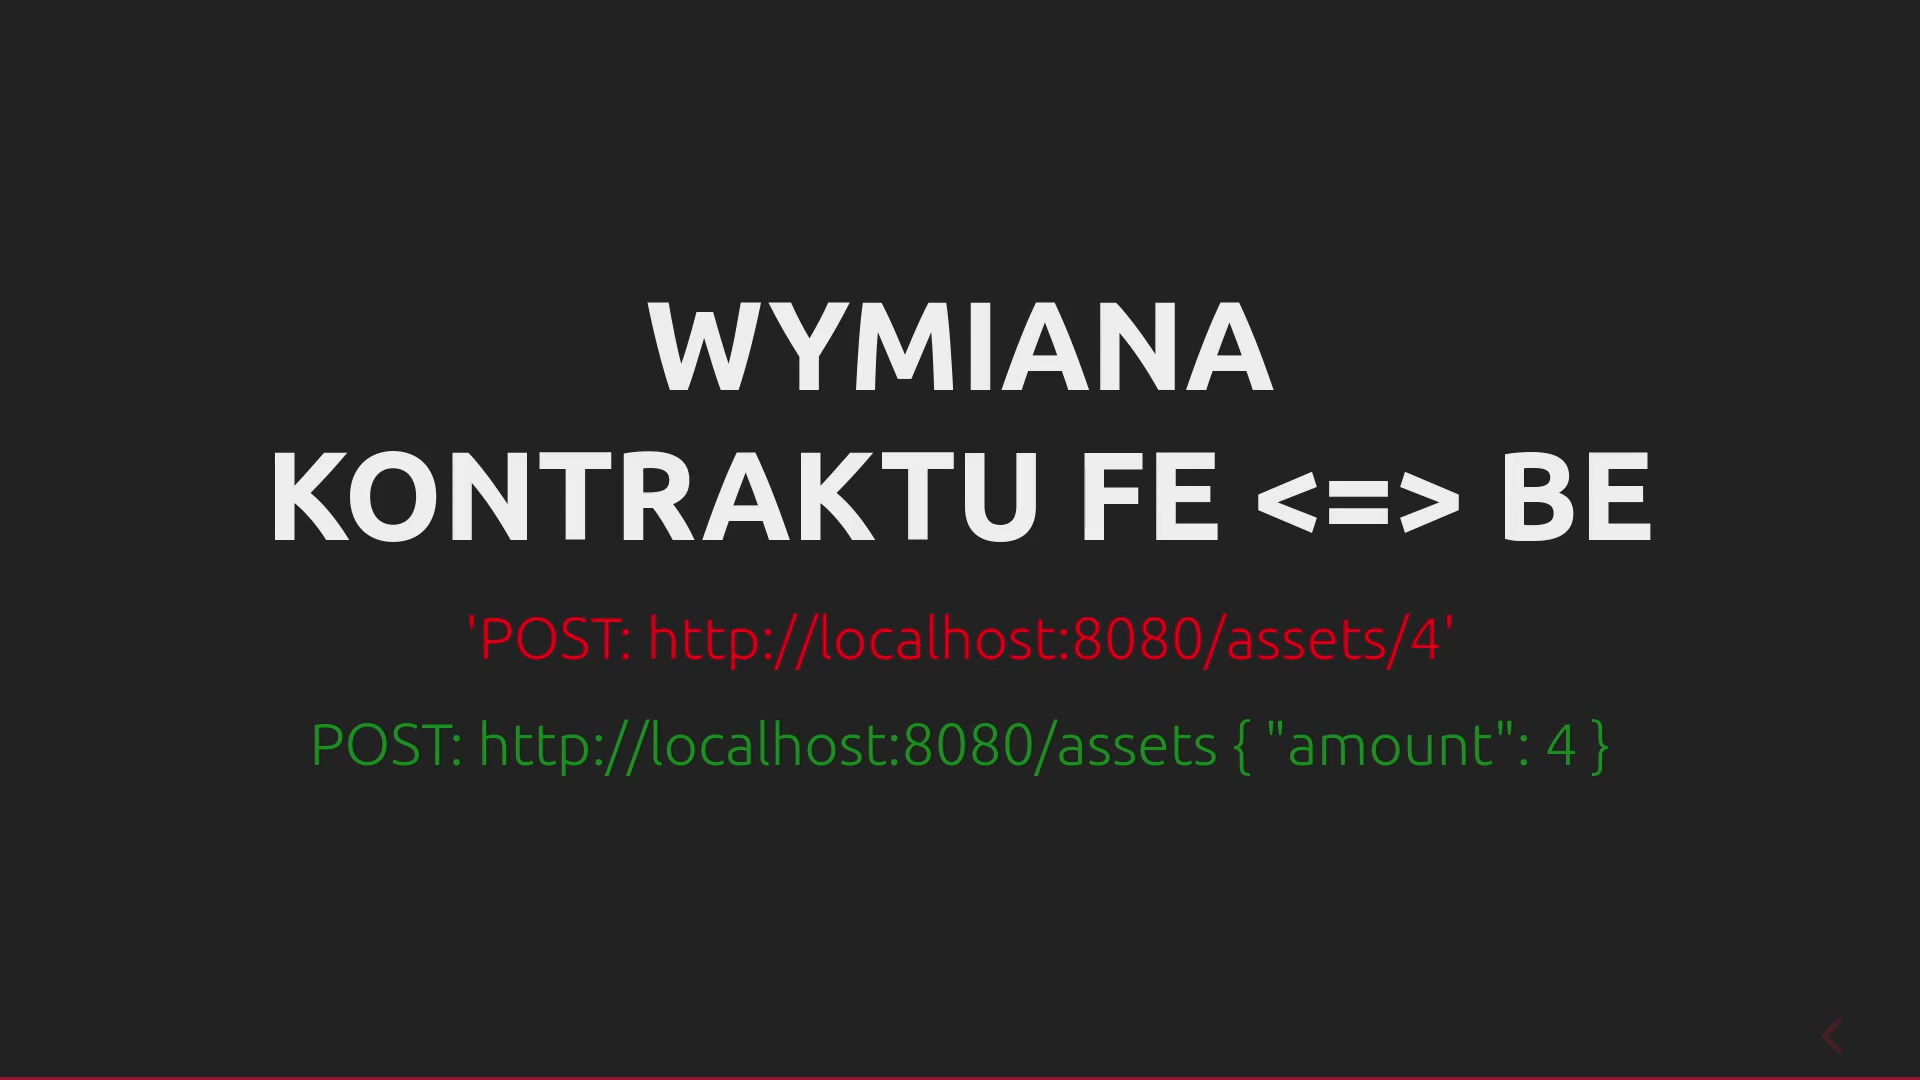 WYMIANA
KONTRAKTU FE <=> BE
'POST: http://localhost:8080/assets/4'
POST: http://localhost:8080/assets { "amount": 4 }